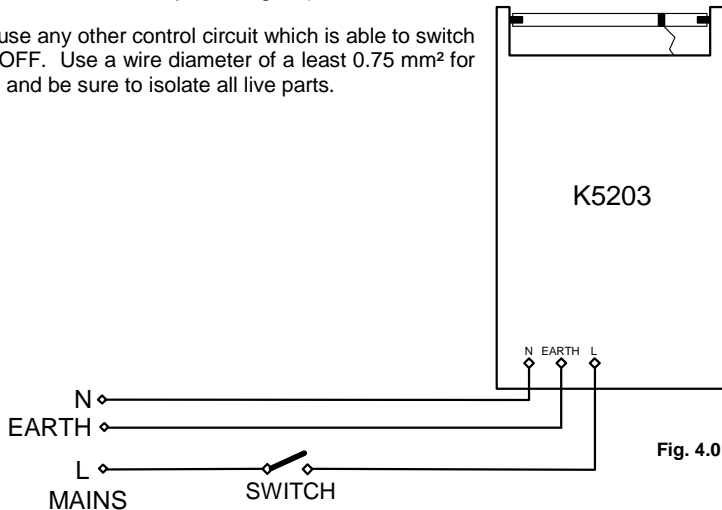 use any other control circuit which is able to switch
OFF. Use a wire diameter of a least 0.75 mm² for
and be sure to isolate all live parts.
K5203
N EARTH L
N
EARTH
L
MAINS
SWITCH
Fig. 4.0